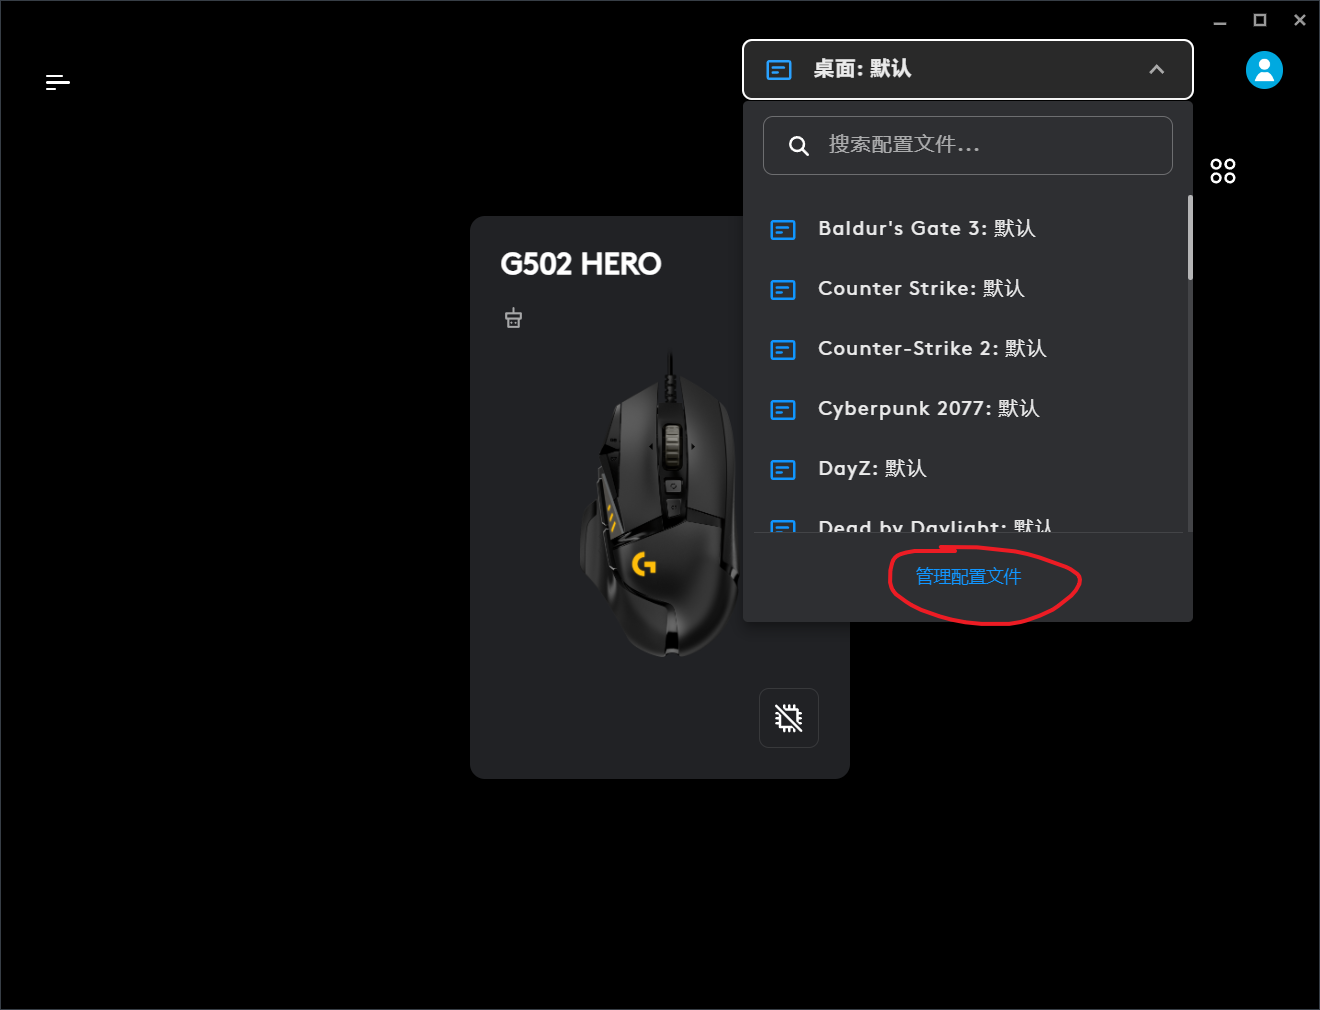 桌面: 默认
搜索配置文件...
G502 HERO
Baldur's Gate 3: 默认
Counter Strike: 默认
Counter-Strike 2: 默认
Cyberpunk 2077: 默认
DayZ: 默认
Dead by Daylight: 默认
管理配置文件